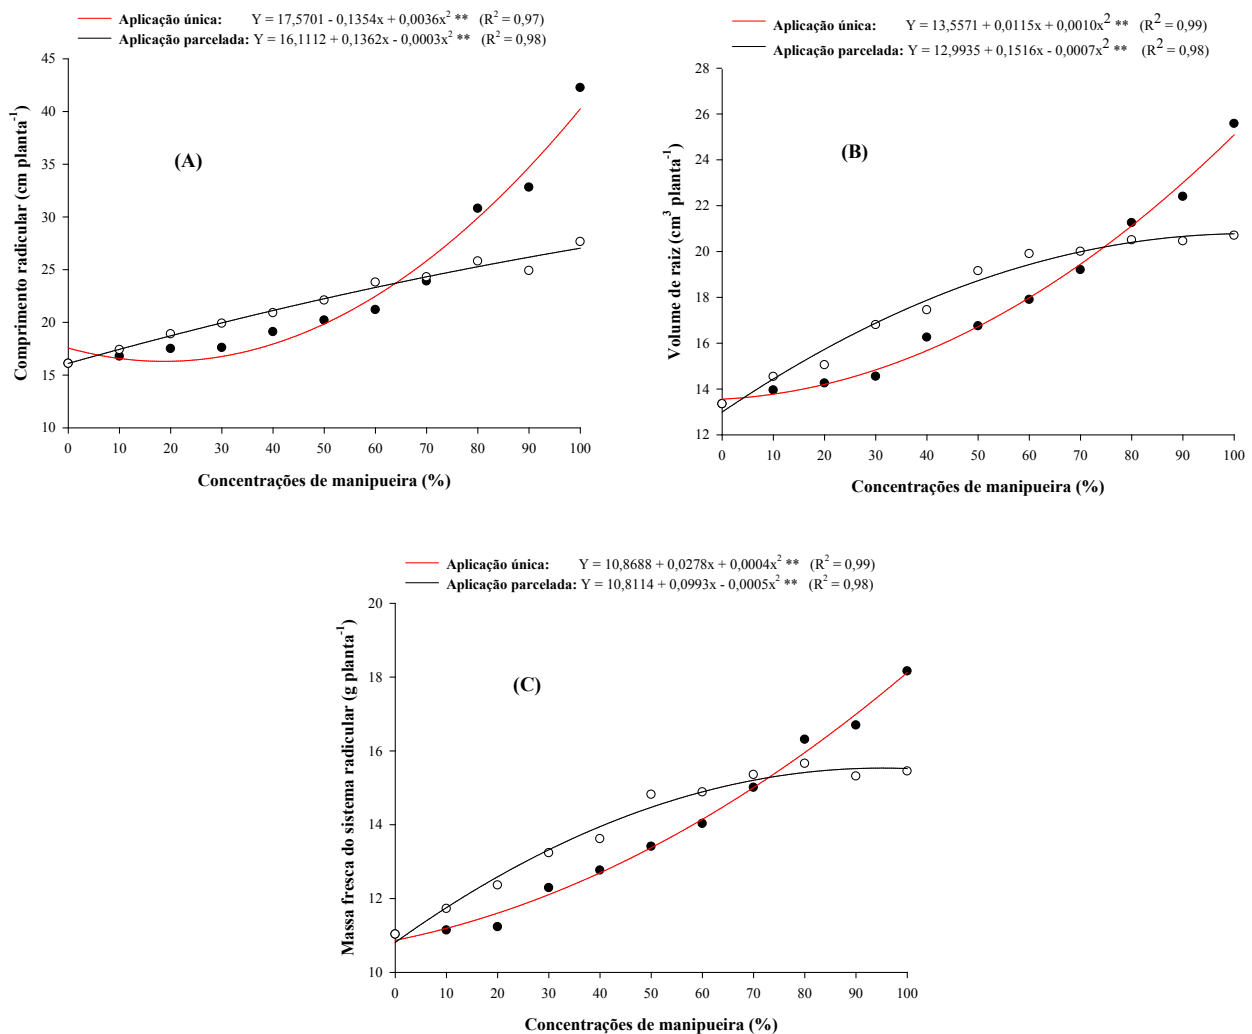 Aplicação única: Y = 17,5701 - 0,1354x + 0,0036x² ** (R² = 0,97)
Aplicação parcelada: Y = 16,1112 + 0,1362x - 0,0003x² ** (R² = 0,98)
45
40
35
30
25
20
15
10
Comprimento radicular (cm planta⁻¹)
(A)
0 10 20 30 40 50 60 70 80 90 100
Concentrações de manipueira (%)
Aplicação única: Y = 13,5571 + 0,0115x + 0,0010x² ** (R² = 0,99)
Aplicação parcelada: Y = 12,9935 + 0,1516x - 0,0007x² ** (R² = 0,98)
28
26
24
22
20
18
16
14
12
Volume de raiz (cm³ planta⁻¹)
(B)
0 10 20 30 40 50 60 70 80 90 100
Concentrações de manipueira (%)
Aplicação única: Y = 10,8688 + 0,0278x + 0,0004x² ** (R² = 0,99)
Aplicação parcelada: Y = 10,8114 + 0,0993x - 0,0005x² ** (R² = 0,98)
20
18
16
14
12
10
Massa fresca do sistema radicular (g planta⁻¹)
(C)
0 10 20 30 40 50 60 70 80 90 100
Concentrações de manipueira (%)